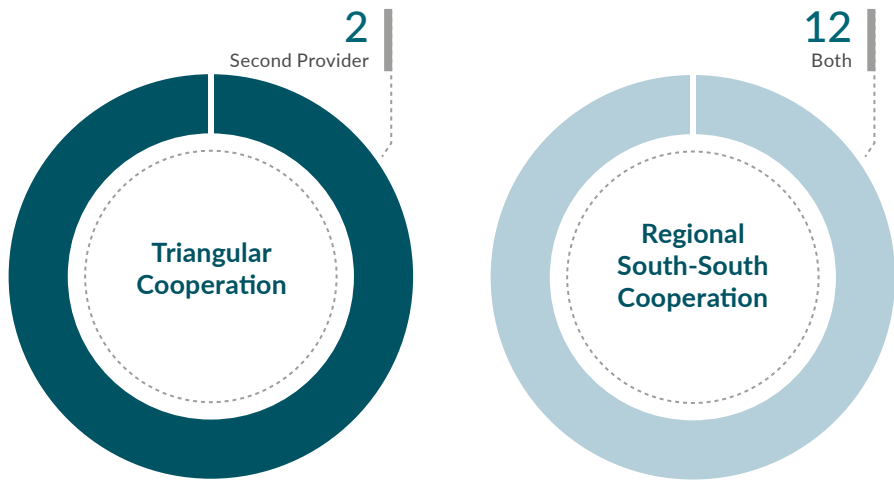 2
Second Provider
Triangular
Cooperation
12
Both
Regional
South-South
Cooperation